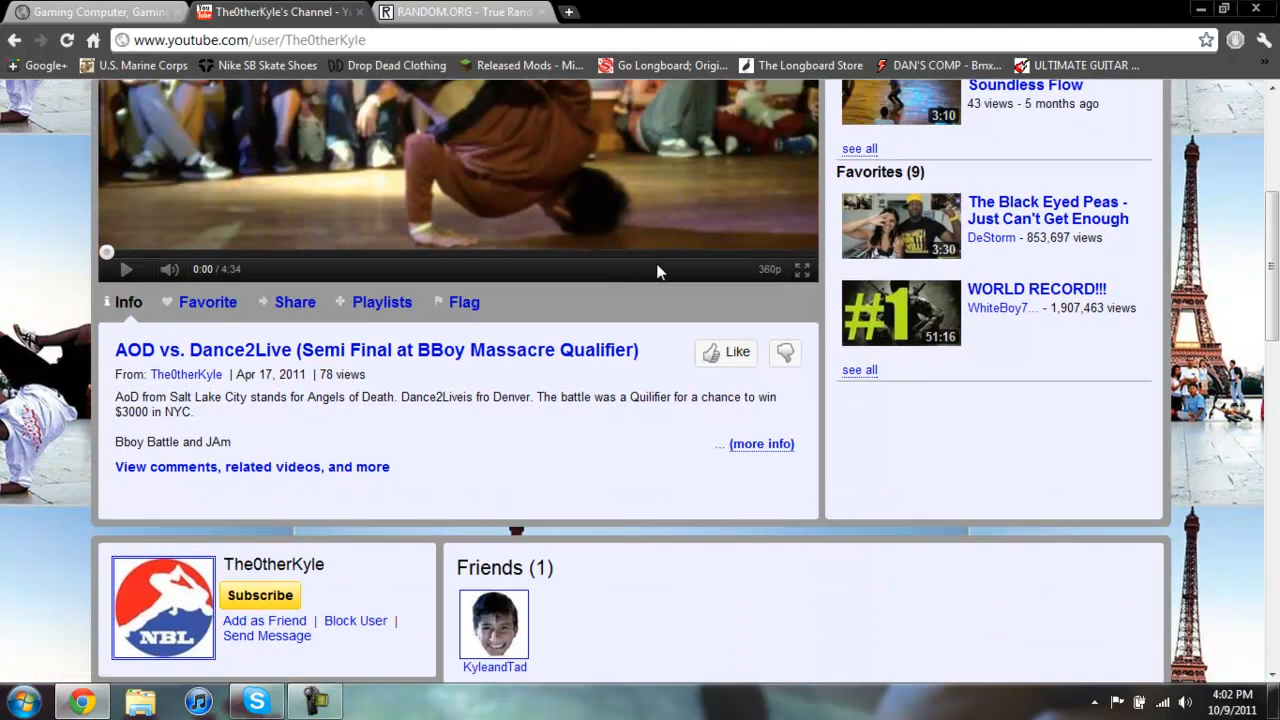 Gaming Computer, Gaming
The0therKyle's Channel - Y
RANDOM.ORG - True Rand
www.youtube.com/user/The0therKyle
Google+
U.S. Marine Corps
Nike SB Skate Shoes
Drop Dead Clothing
Released Mods - Mi...
Go Longboard; Origi...
The Longboard Store
DAN'S COMP - Bmx...
ULTIMATE GUITAR ...
Soundless Flow
43 views - 5 months ago
3:10
see all
Favorites (9)
The Black Eyed Peas -
Just Can't Get Enough
DeStorm - 853,697 views
3:30
WORLD RECORD!!!
WhiteBoy7... - 1,907,463 views
#1
51:16
see all
0:00 / 4:34
360p
Info
Favorite
Share
Playlists
Flag
AOD vs. Dance2Live (Semi Final at BBoy Massacre Qualifier)
Like
From: The0therKyle | Apr 17, 2011 | 78 views
AoD from Salt Lake City stands for Angels of Death. Dance2Liveis fro Denver. The battle was a Quilifier for a chance to win
$3000 in NYC.
Bboy Battle and JAm
... (more info)
View comments, related videos, and more
NBL
The0therKyle
Subscribe
Add as Friend | Block User |
Send Message
Friends (1)
KyleandTad
4:02 PM
10/9/2011